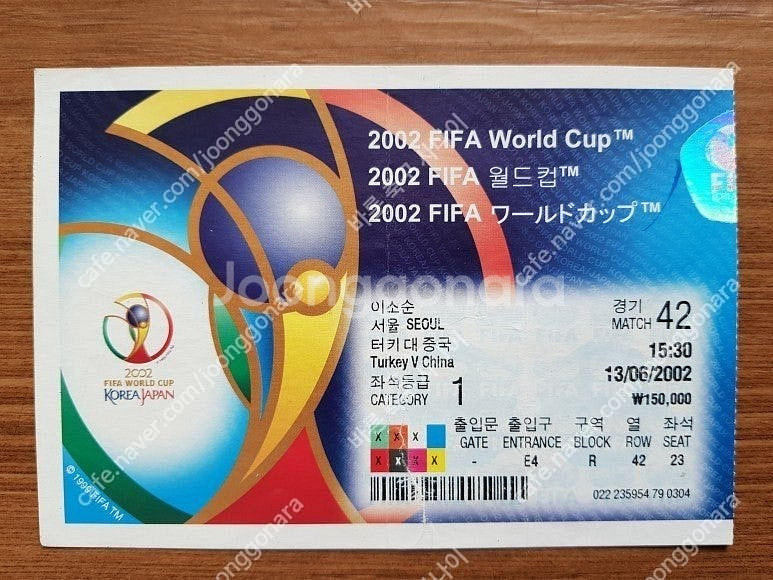 2002 FIFA World Cup™
2002 FIFA 월드컵™
2002 FIFA ワールドカップ™
이소순
서울 SEOUL
터키 대 중국
Turkey V China
좌석등급
CATEGORY 1
경기
MATCH 42
15:30
13/06/2002
₩150,000
출입문 출입구 구역 열 좌석
GATE ENTRANCE BLOCK ROW SEAT
- E4 R 42 23
X X X
X X X X
022 235954 79 0304
2002
FIFA WORLD CUP
KOREA JAPAN
© 1999 FIFA TM
Joonggonara
cafe.naver.com/joonggonara